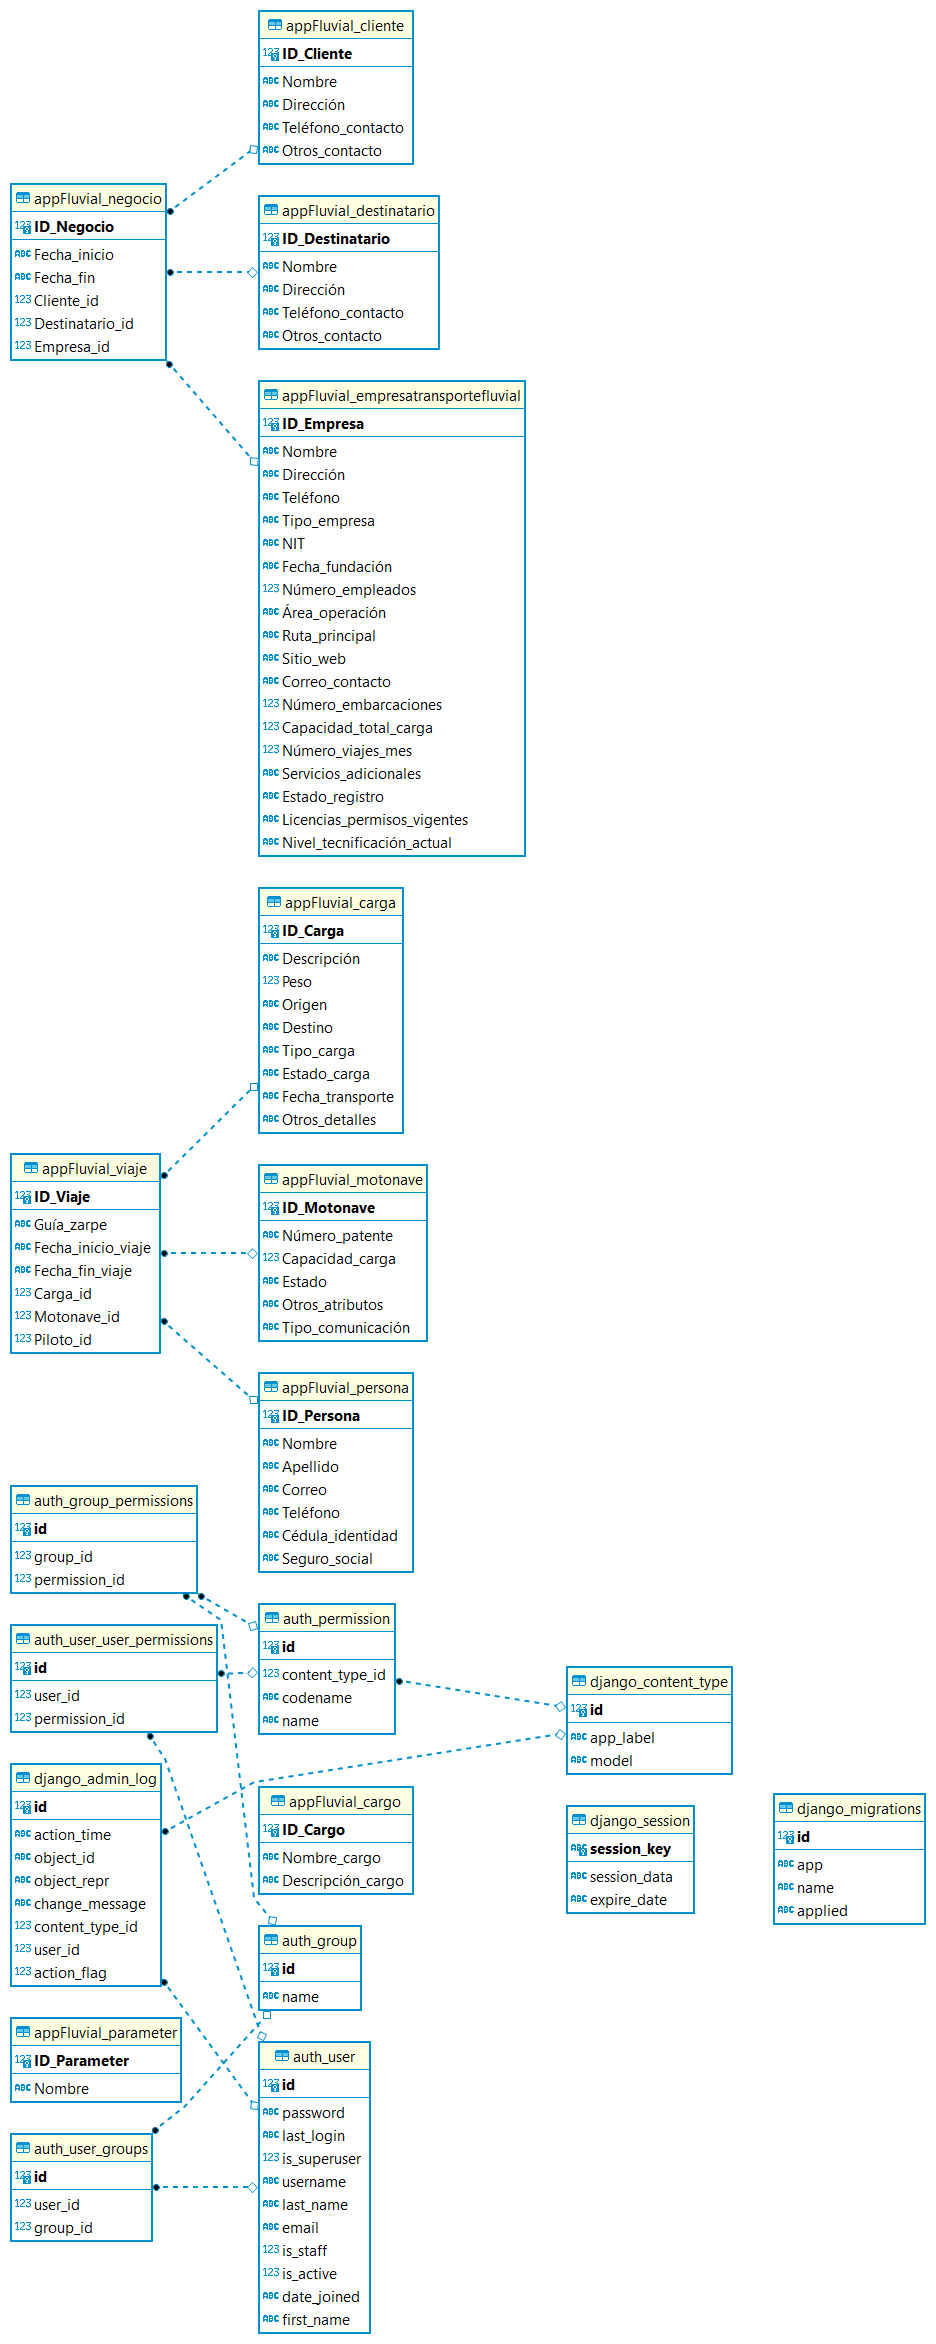 appFluvial_cliente
ID_Cliente
Nombre
Dirección
Teléfono_contacto
Otros_contacto
appFluvial_negocio
ID_Negocio
Fecha_inicio
Fecha_fin
Cliente_id
Destinatario_id
Empresa_id
appFluvial_destinatario
ID_Destinatario
Nombre
Dirección
Teléfono_contacto
Otros_contacto
appFluvial_empresatransportefluvial
ID_Empresa
Nombre
Dirección
Teléfono
Tipo_empresa
NIT
Fecha_fundación
Número_empleados
Área_operación
Ruta_principal
Sitio_web
Correo_contacto
Número_embarcaciones
Capacidad_total_carga
Número_viajes_mes
Servicios_adicionales
Estado_registro
Licencias_permisos_vigentes
Nivel_tecnificación_actual
appFluvial_carga
ID_Carga
Descripción
Peso
Origen
Destino
Tipo_carga
Estado_carga
Fecha_transporte
Otros_detalles
appFluvial_viaje
ID_Viaje
Guía_zarpe
Fecha_inicio_viaje
Fecha_fin_viaje
Carga_id
Motonave_id
Piloto_id
appFluvial_motonave
ID_Motonave
Número_patente
Capacidad_carga
Estado
Otros_atributos
Tipo_comunicación
appFluvial_persona
ID_Persona
Nombre
Apellido
Correo
Teléfono
Cédula_identidad
Seguro_social
auth_group_permissions
id
group_id
permission_id
auth_permission
id
content_type_id
codename
name
auth_user_user_permissions
id
user_id
permission_id
django_content_type
id
app_label
model
django_admin_log
id
action_time
object_id
object_repr
change_message
content_type_id
user_id
action_flag
appFluvial_cargo
ID_Cargo
Nombre_cargo
Descripción_cargo
django_session
session_key
session_data
expire_date
django_migrations
id
app
name
applied
auth_group
id
name
appFluvial_parameter
ID_Parameter
Nombre
auth_user
id
password
last_login
is_superuser
username
last_name
email
is_staff
is_active
date_joined
first_name
auth_user_groups
id
user_id
group_id